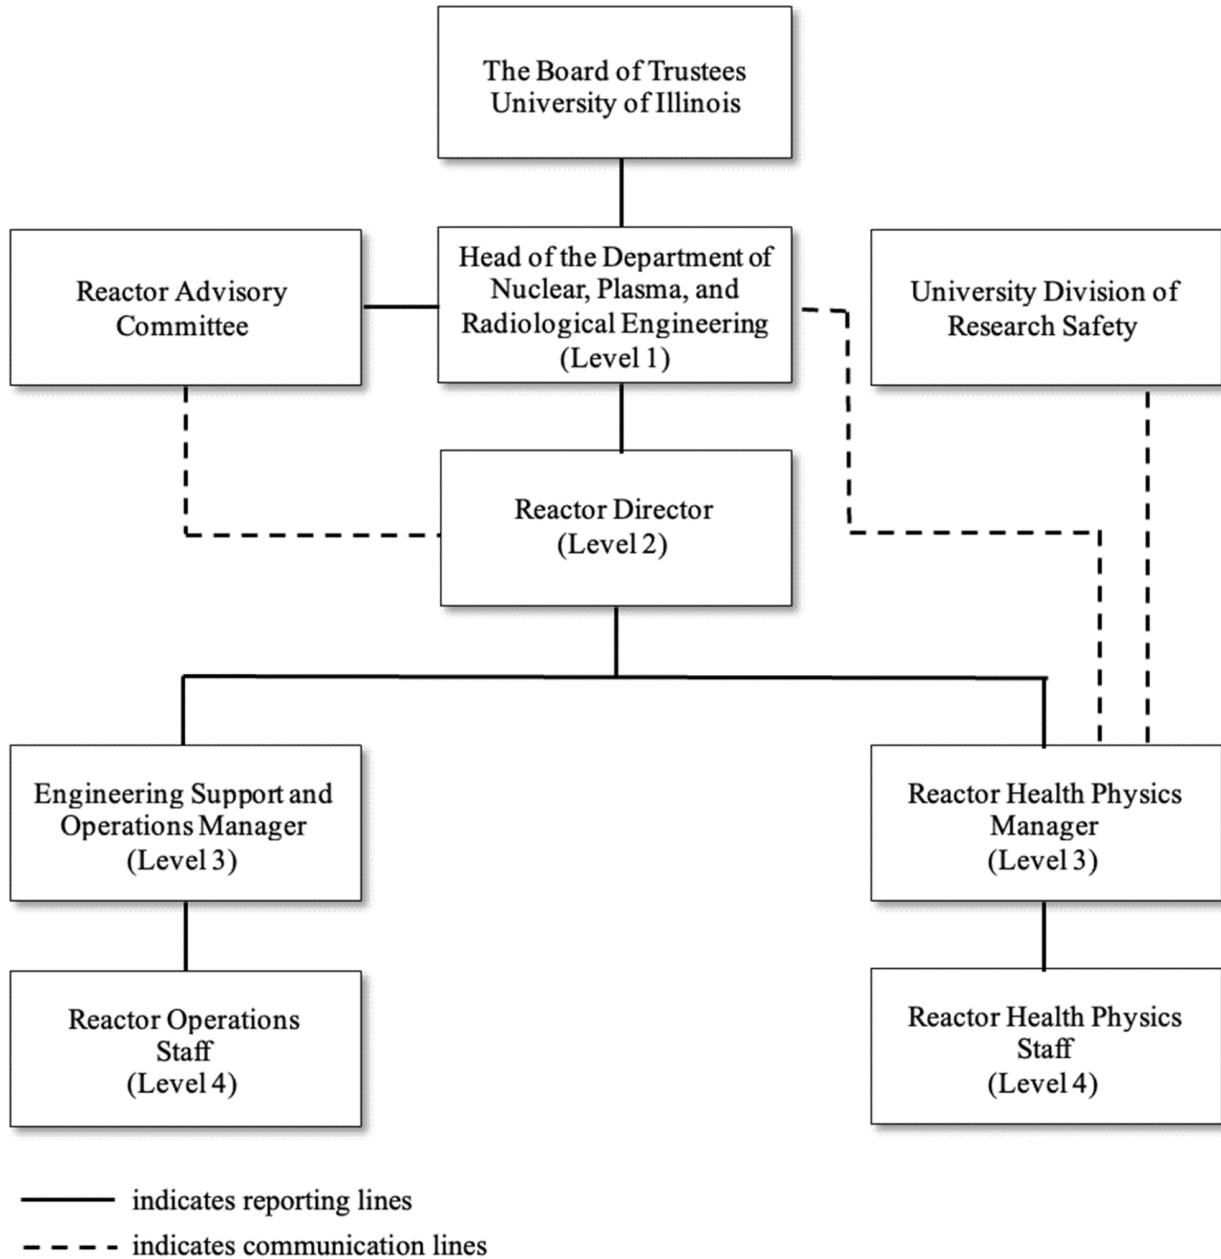 The Board of Trustees
University of Illinois
Reactor Advisory
Committee
Head of the Department of
Nuclear, Plasma, and
Radiological Engineering
(Level 1)
University Division of
Research Safety
Reactor Director
(Level 2)
Engineering Support and
Operations Manager
(Level 3)
Reactor Health Physics
Manager
(Level 3)
Reactor Operations
Staff
(Level 4)
Reactor Health Physics
Staff
(Level 4)
indicates reporting lines
indicates communication lines